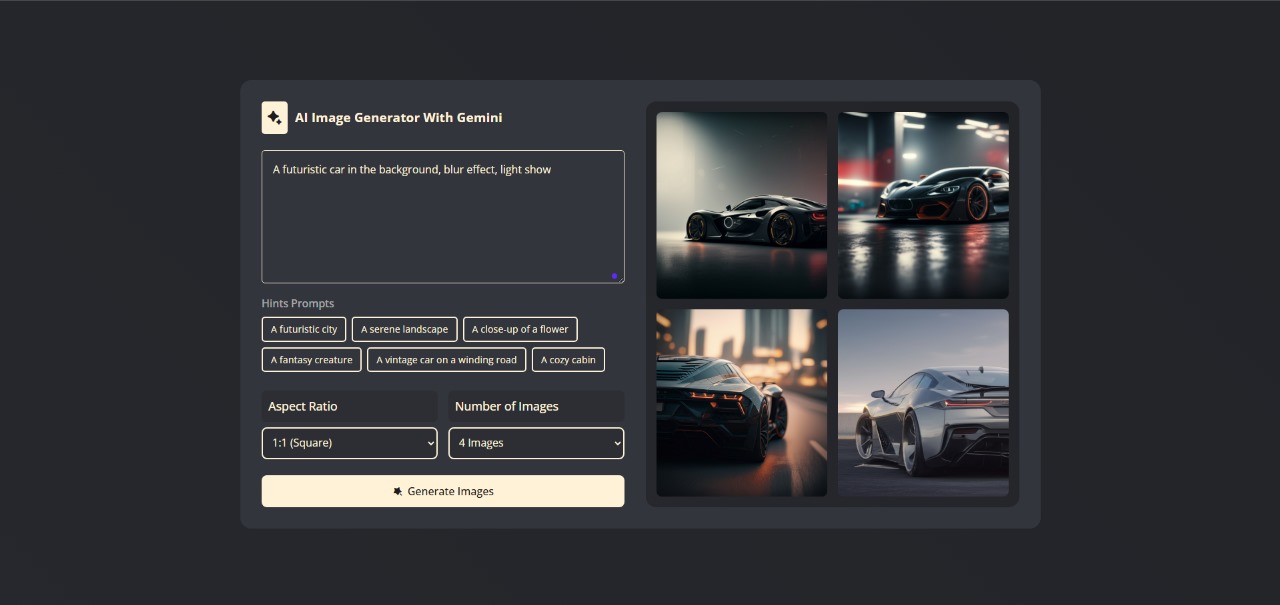 AI Image Generator With Gemini
A futuristic car in the background, blur effect, light show
Hints Prompts
A futuristic city
A serene landscape
A close-up of a flower
A fantasy creature
A vintage car on a winding road
A cozy cabin
Aspect Ratio
Number of Images
1:1 (Square)
4 Images
Generate Images